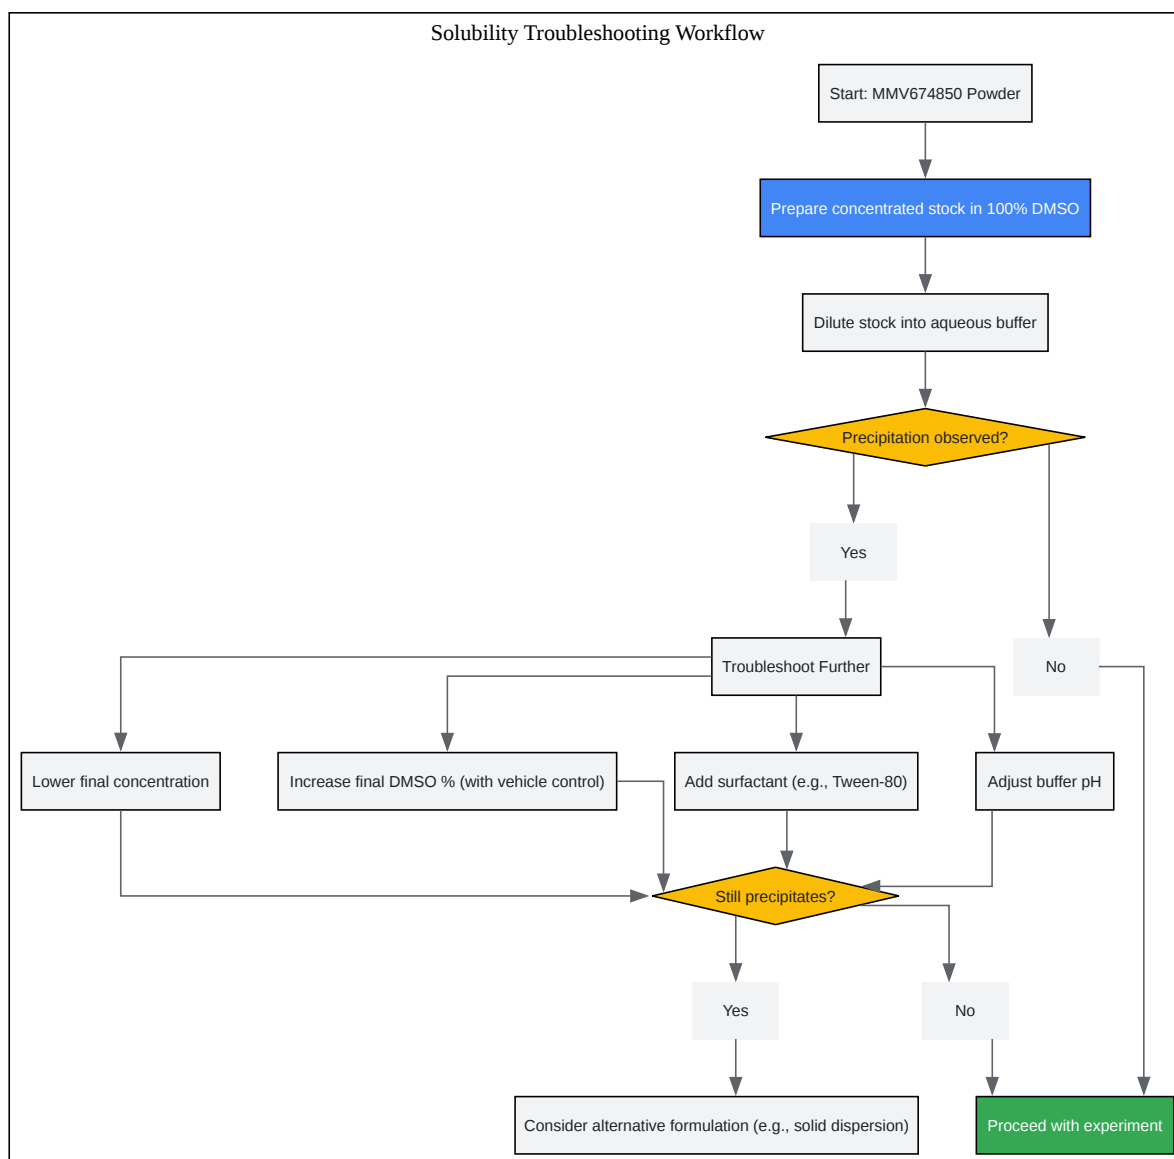 Solubility Troubleshooting Workflow
Start: MMV674850 Powder
Prepare concentrated stock in 100% DMSO
Dilute stock into aqueous buffer
Precipitation observed?
Yes
No
Troubleshoot Further
Lower final concentration
Increase final DMSO % (with vehicle control)
Add surfactant (e.g., Tween-80)
Adjust buffer pH
Still precipitates?
Yes
No
Consider alternative formulation (e.g., solid dispersion)
Proceed with experiment